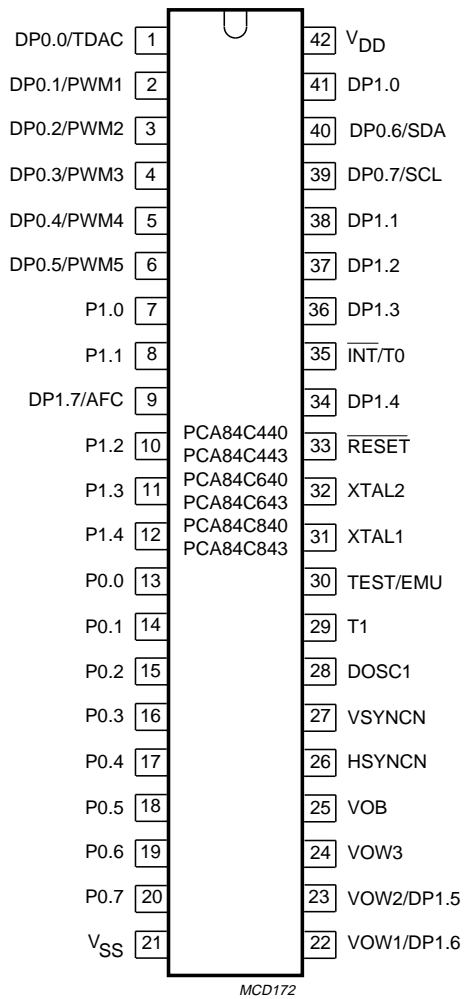 DP0.0/TDAC 1 42 VDD
DP0.1/PWM1 2 41 DP1.0
DP0.2/PWM2 3 40 DP0.6/SDA
DP0.3/PWM3 4 39 DP0.7/SCL
DP0.4/PWM4 5 38 DP1.1
DP0.5/PWM5 6 37 DP1.2
P1.0 7 36 DP1.3
P1.1 8 35 INT/T0
DP1.7/AFC 9 34 DP1.4
P1.2 10 33 RESET
P1.3 11 32 XTAL2
P1.4 12 31 XTAL1
P0.0 13 30 TEST/EMU
P0.1 14 29 T1
P0.2 15 28 DOSC1
P0.3 16 27 VSYNCN
P0.4 17 26 HSYNCN
P0.5 18 25 VOB
P0.6 19 24 VOW3
P0.7 20 23 VOW2/DP1.5
VSS 21 22 VOW1/DP1.6
PCA84C440
PCA84C443
PCA84C640
PCA84C643
PCA84C840
PCA84C843
MCD172